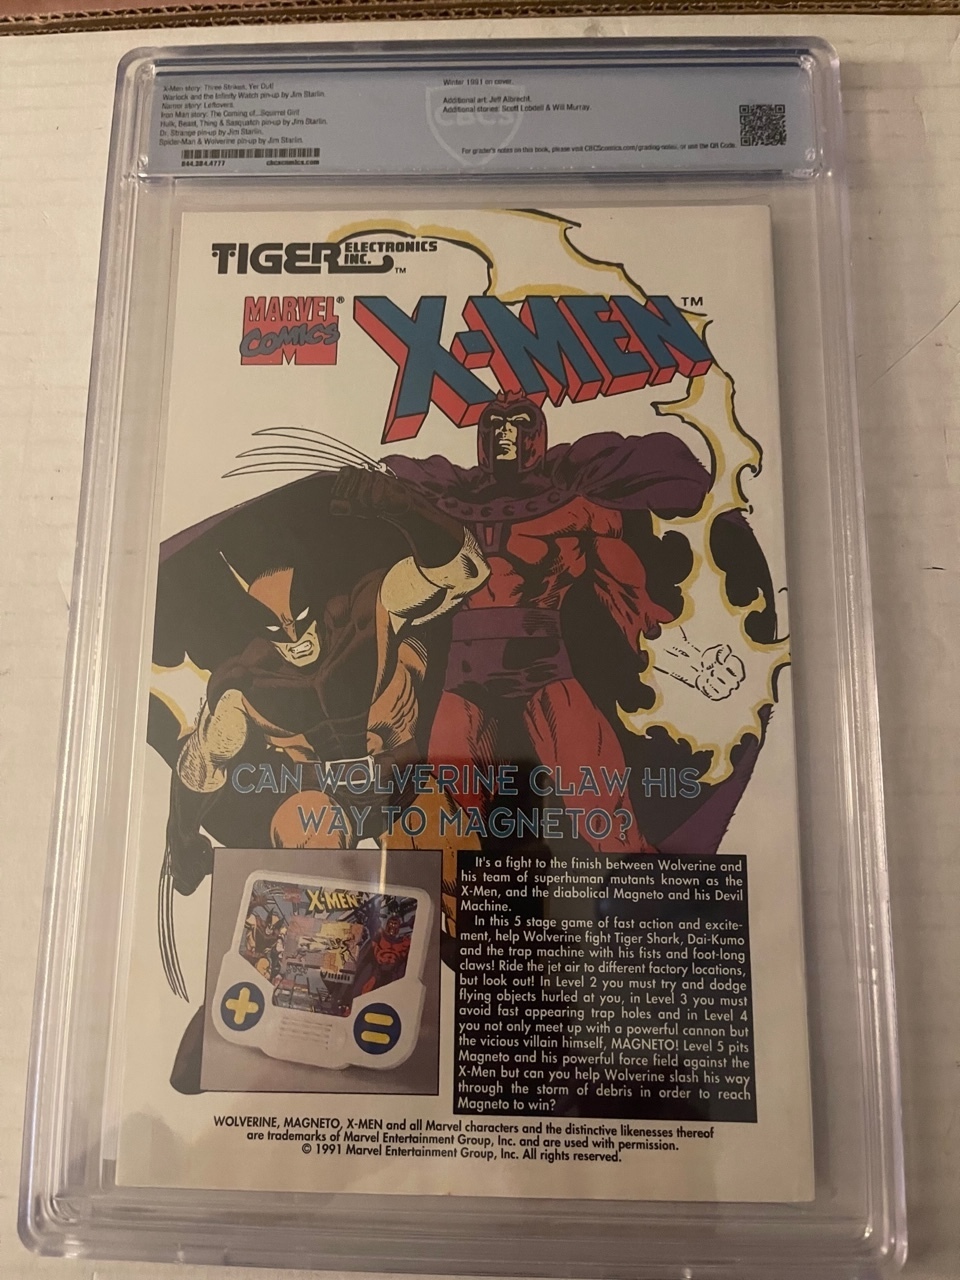 X-Men story: Three Strikes, Yer Out!
Warlock and the Infinity Watch pin-up by Jim Starlin.
Namor story: Leftovers.
Iron Man story: The Coming of...Squirrel Girl!
Hulk, Beast, Thing & Sasquatch pin-up by Jim Starlin.
Dr. Strange pin-up by Jim Starlin.
Spider-Man & Wolverine pin-up by Jim Starlin.
Winter 1991 on cover.
Additional art: Jeff Albrecht.
Additional stories: Scott Lobdell & Will Murray.
CBCS
For grader's notes on this book, please visit CBCScomics.com/grading-notes, or use the QR Code.
cbcscomics.com
TIGER ELECTRONICS INC.™
MARVEL® COMICS
X-MEN™
CAN WOLVERINE CLAW HIS
WAY TO MAGNETO?
X-MEN
It's a fight to the finish between Wolverine and
his team of superhuman mutants known as the
X-Men, and the diabolical Magneto and his Devil
Machine.
In this 5 stage game of fast action and excite-
ment, help Wolverine fight Tiger Shark, Dai-Kumo
and the trap machine with his fists and foot-long
claws! Ride the jet air to different factory locations,
but look out! In Level 2 you must try and dodge
flying objects hurled at you, in Level 3 you must
avoid fast appearing trap holes and in Level 4
you not only meet up with a powerful cannon but
the vicious villain himself, MAGNETO! Level 5 pits
Magneto and his powerful force field against the
X-Men but can you help Wolverine slash his way
through the storm of debris in order to reach
Magneto to win?
WOLVERINE, MAGNETO, X-MEN and all Marvel characters and the distinctive likenesses thereof
are trademarks of Marvel Entertainment Group, Inc. and are used with permission.
© 1991 Marvel Entertainment Group, Inc. All rights reserved.